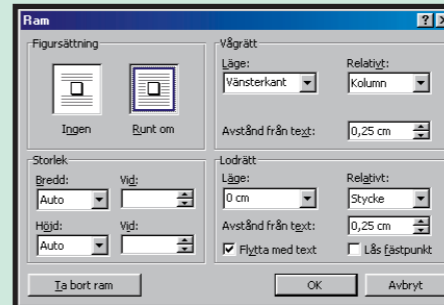 Ram
Figursättning
Ingen
Runt om
Vågrätt
Läge:
Relativt:
Vänsterkant
Kolumn
Avstånd från text:
0,25 cm
Storlek
Bredd:
Vid:
Auto
Höjd:
Vid:
Auto
Lodrätt
Läge:
Relativt:
0 cm
Stycke
Avstånd från text:
0,25 cm
Flytta med text
Lås fästpunkt
Ta bort ram
OK
Avbryt